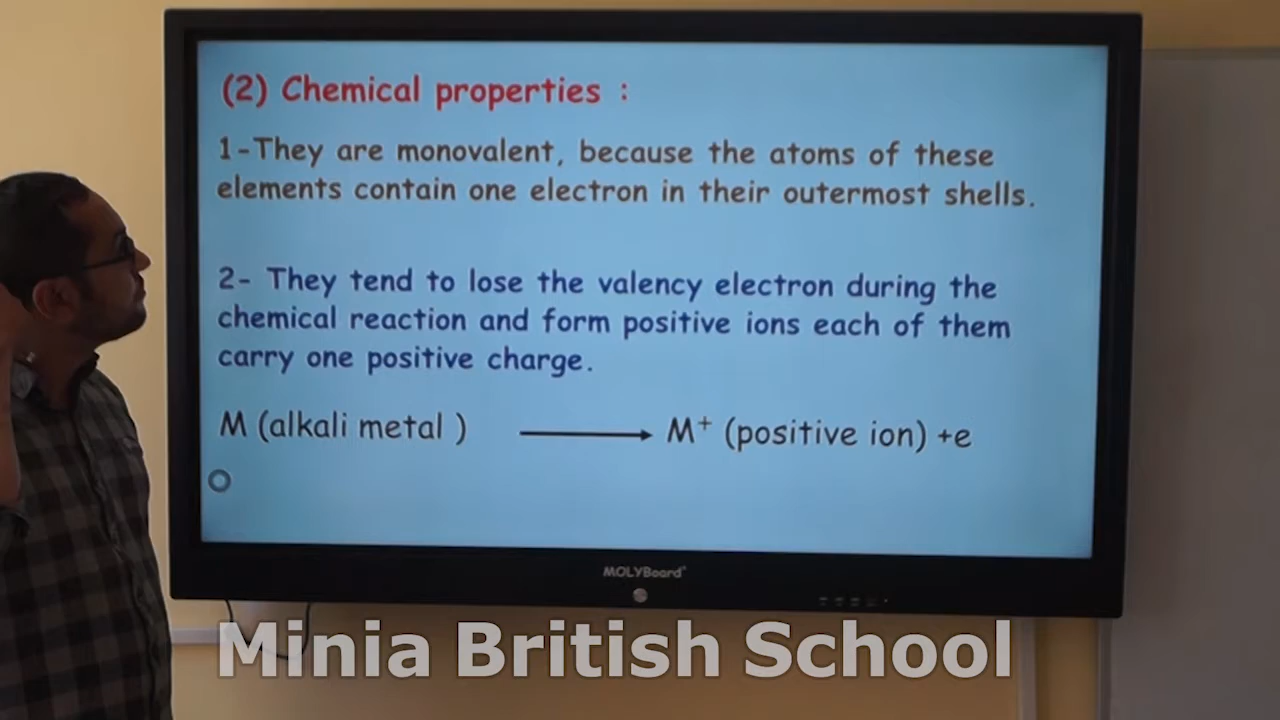 (2) Chemical properties :
1-They are monovalent, because the atoms of these
elements contain one electron in their outermost shells.
2- They tend to lose the valency electron during the
chemical reaction and form positive ions each of them
carry one positive charge.
M (alkali metal ) ⟶ M⁺ (positive ion) +e
MOLYBoard
Minia British School